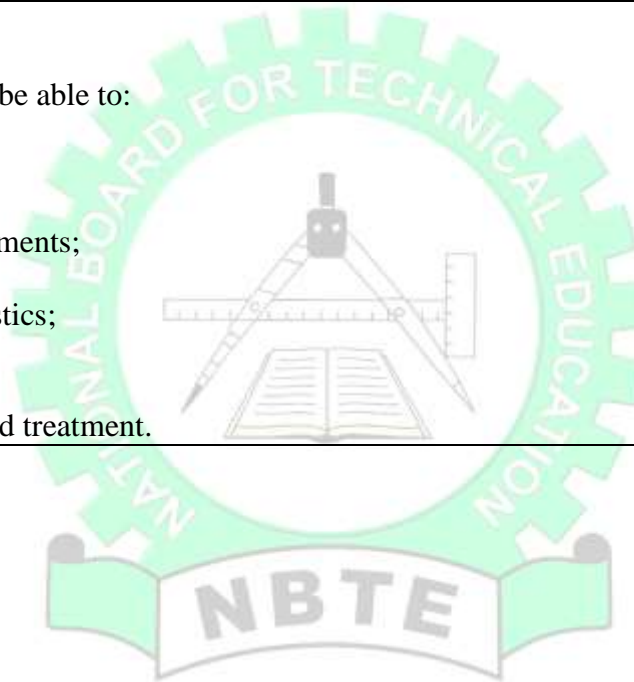 be able to:
ments;
stics;
d treatment.
NATIONAL BOARD FOR TECHNICAL EDUCATION
NBTE